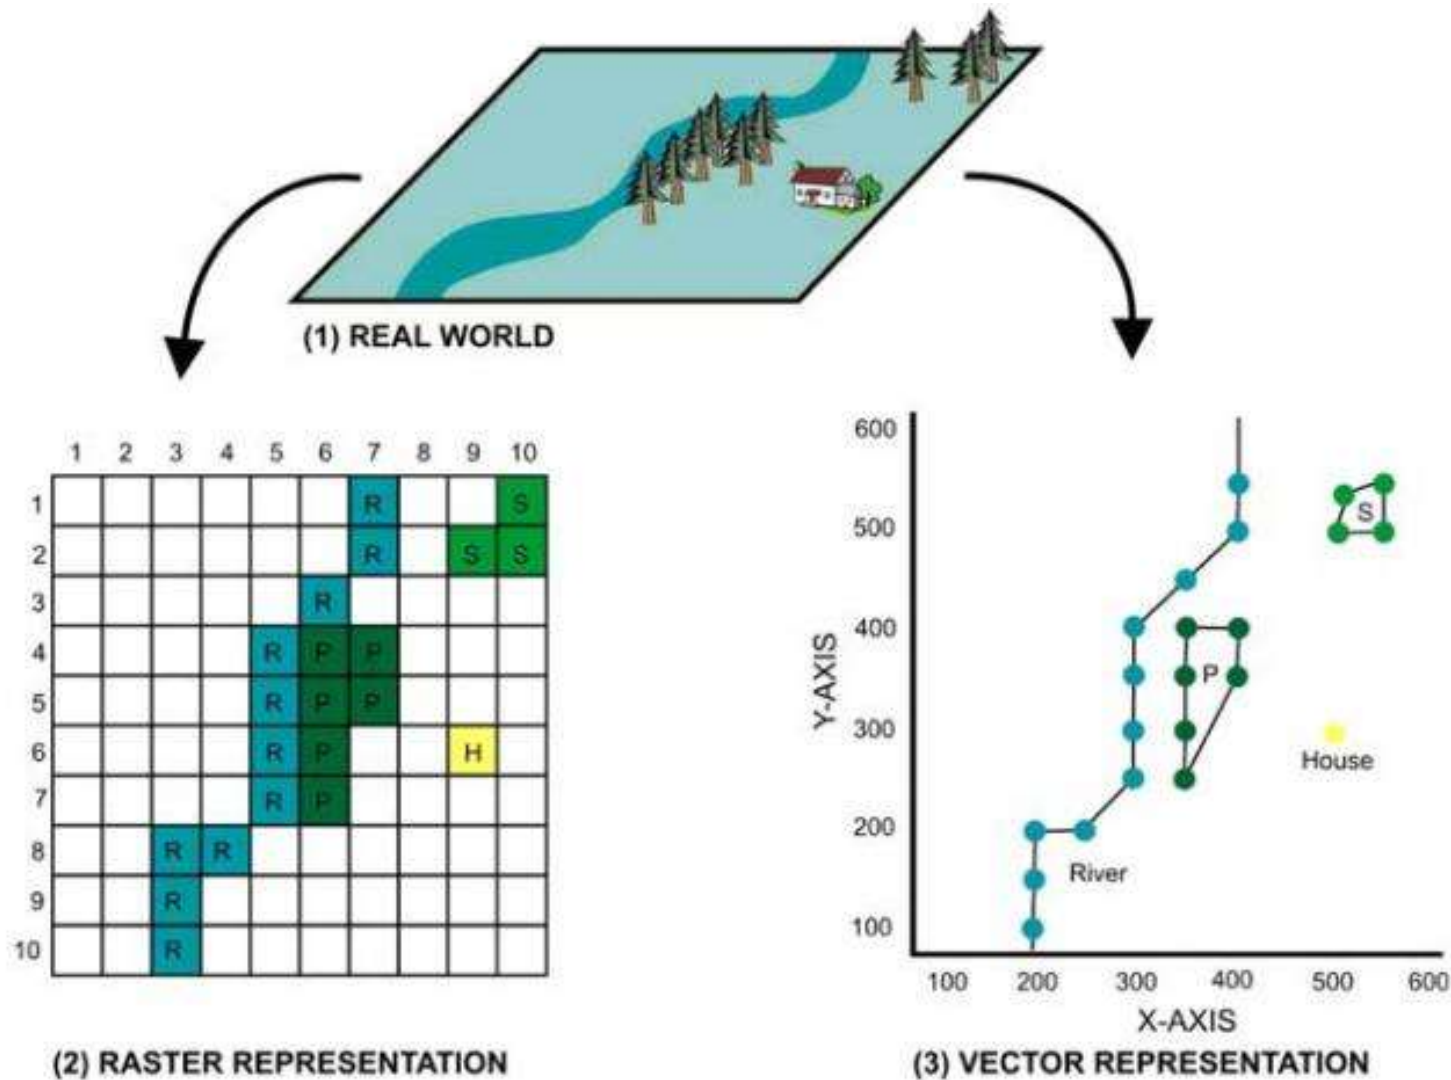 (1) REAL WORLD
1 2 3 4 5 6 7 8 9 10
1 R S
2 R S S
3 R
4 R P P
5 R P P
6 R P H
7 R P
8 R R
9 R
10 R
(2) RASTER REPRESENTATION
600
500
400
300
200
100
Y-AXIS
S
P
House
River
100 200 300 400 500 600
X-AXIS
(3) VECTOR REPRESENTATION